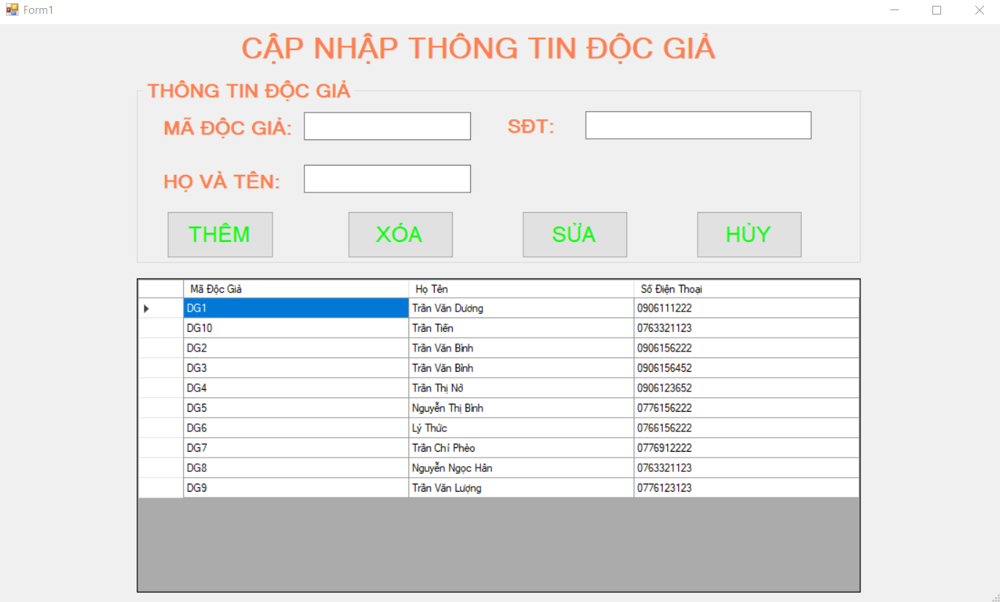 Form1
CẬP NHẬP THÔNG TIN ĐỘC GIẢ
THÔNG TIN ĐỘC GIẢ
MÃ ĐỘC GIẢ: SĐT:
HỌ VÀ TÊN:
THÊM XÓA SỬA HỦY
Mã Độc Giả Họ Tên Số Điện Thoại
DG1 Trần Văn Dương 0906111222
DG10 Trần Tiến 0763321123
DG2 Trần Văn Bình 0906156222
DG3 Trần Văn Bỉnh 0906156452
DG4 Trần Thị Nở 0906123652
DG5 Nguyễn Thị Bình 0776156222
DG6 Lý Thức 0766156222
DG7 Trần Chí Phèo 0776912222
DG8 Nguyễn Ngọc Hân 0763321123
DG9 Trần Văn Lượng 0776123123